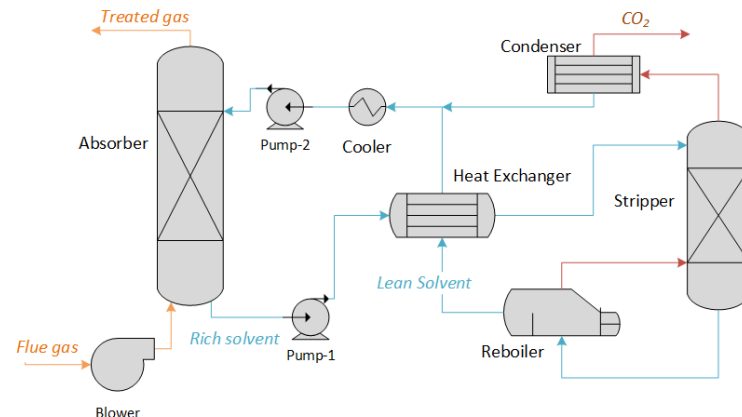 Treated gas
CO2
Condenser
Absorber
Pump-2
Cooler
Heat Exchanger
Stripper
Lean Solvent
Rich solvent
Pump-1
Reboiler
Flue gas
Blower